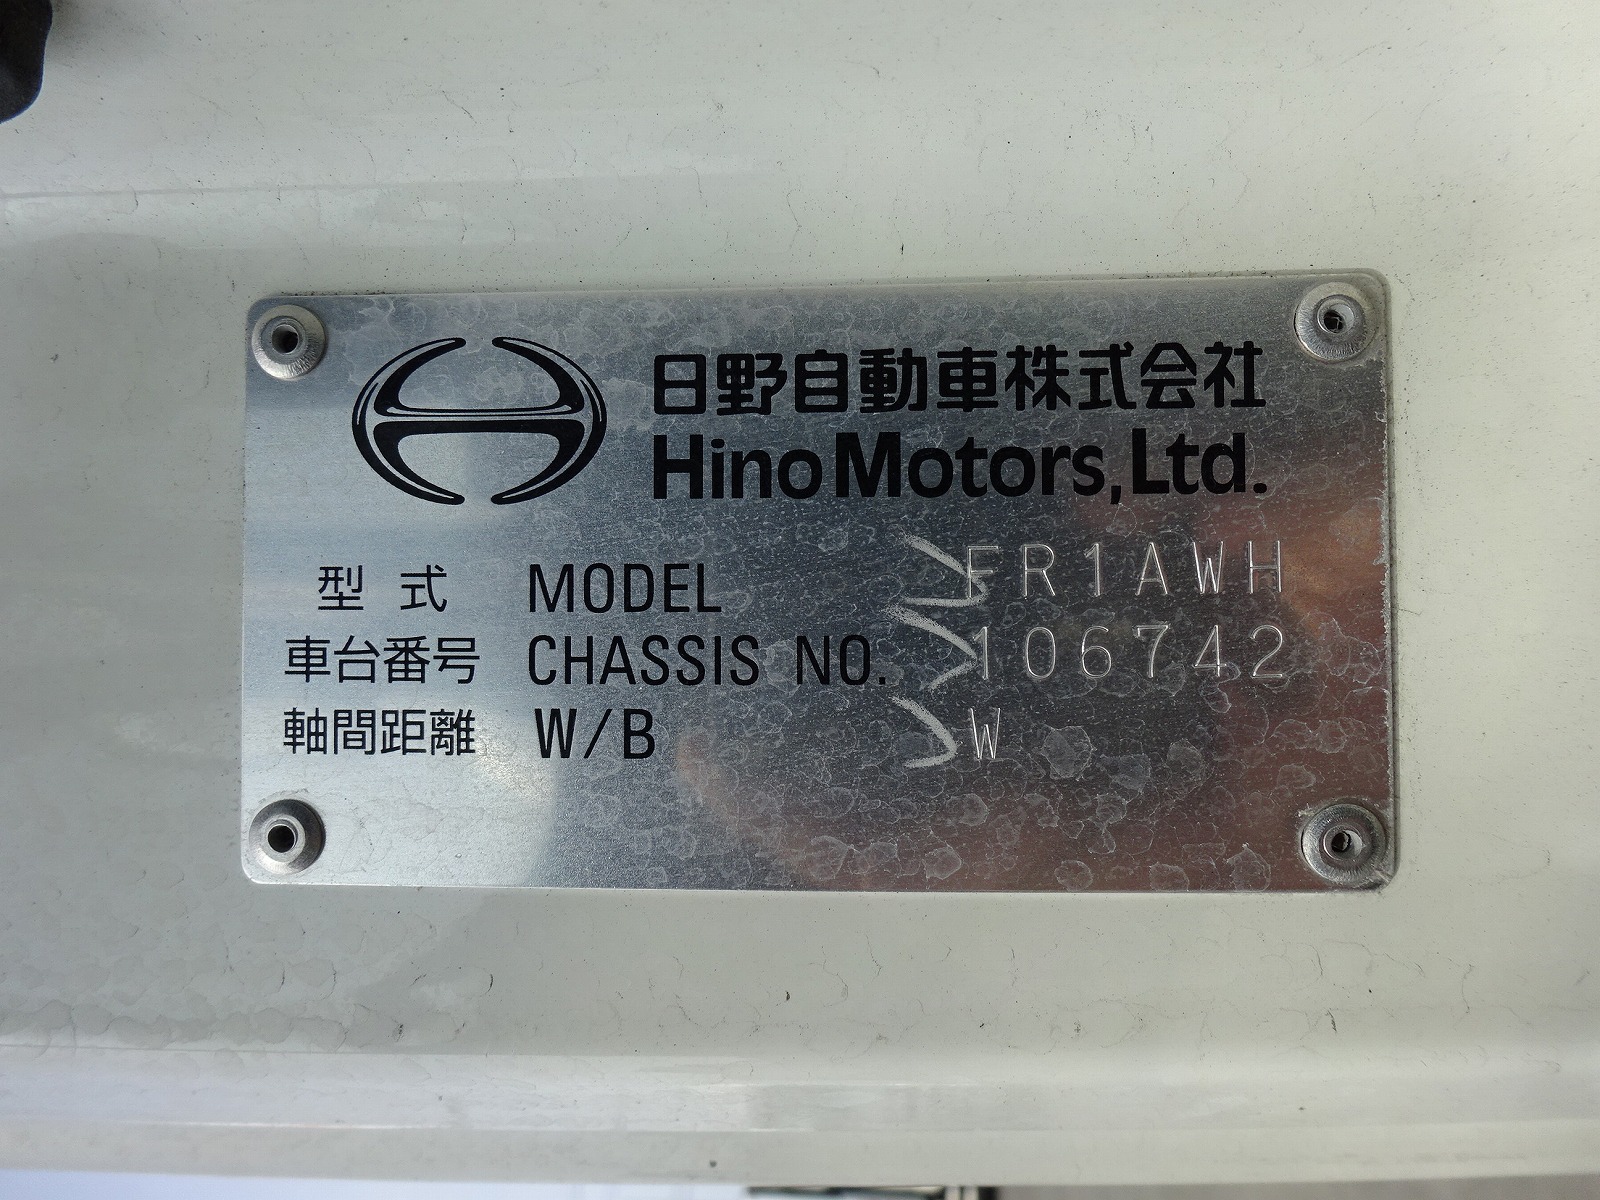 日野自動車株式会社
Hino Motors, Ltd.
型式 MODEL FR1AWH
車台番号 CHASSIS NO. 106742
軸間距離 W/B W